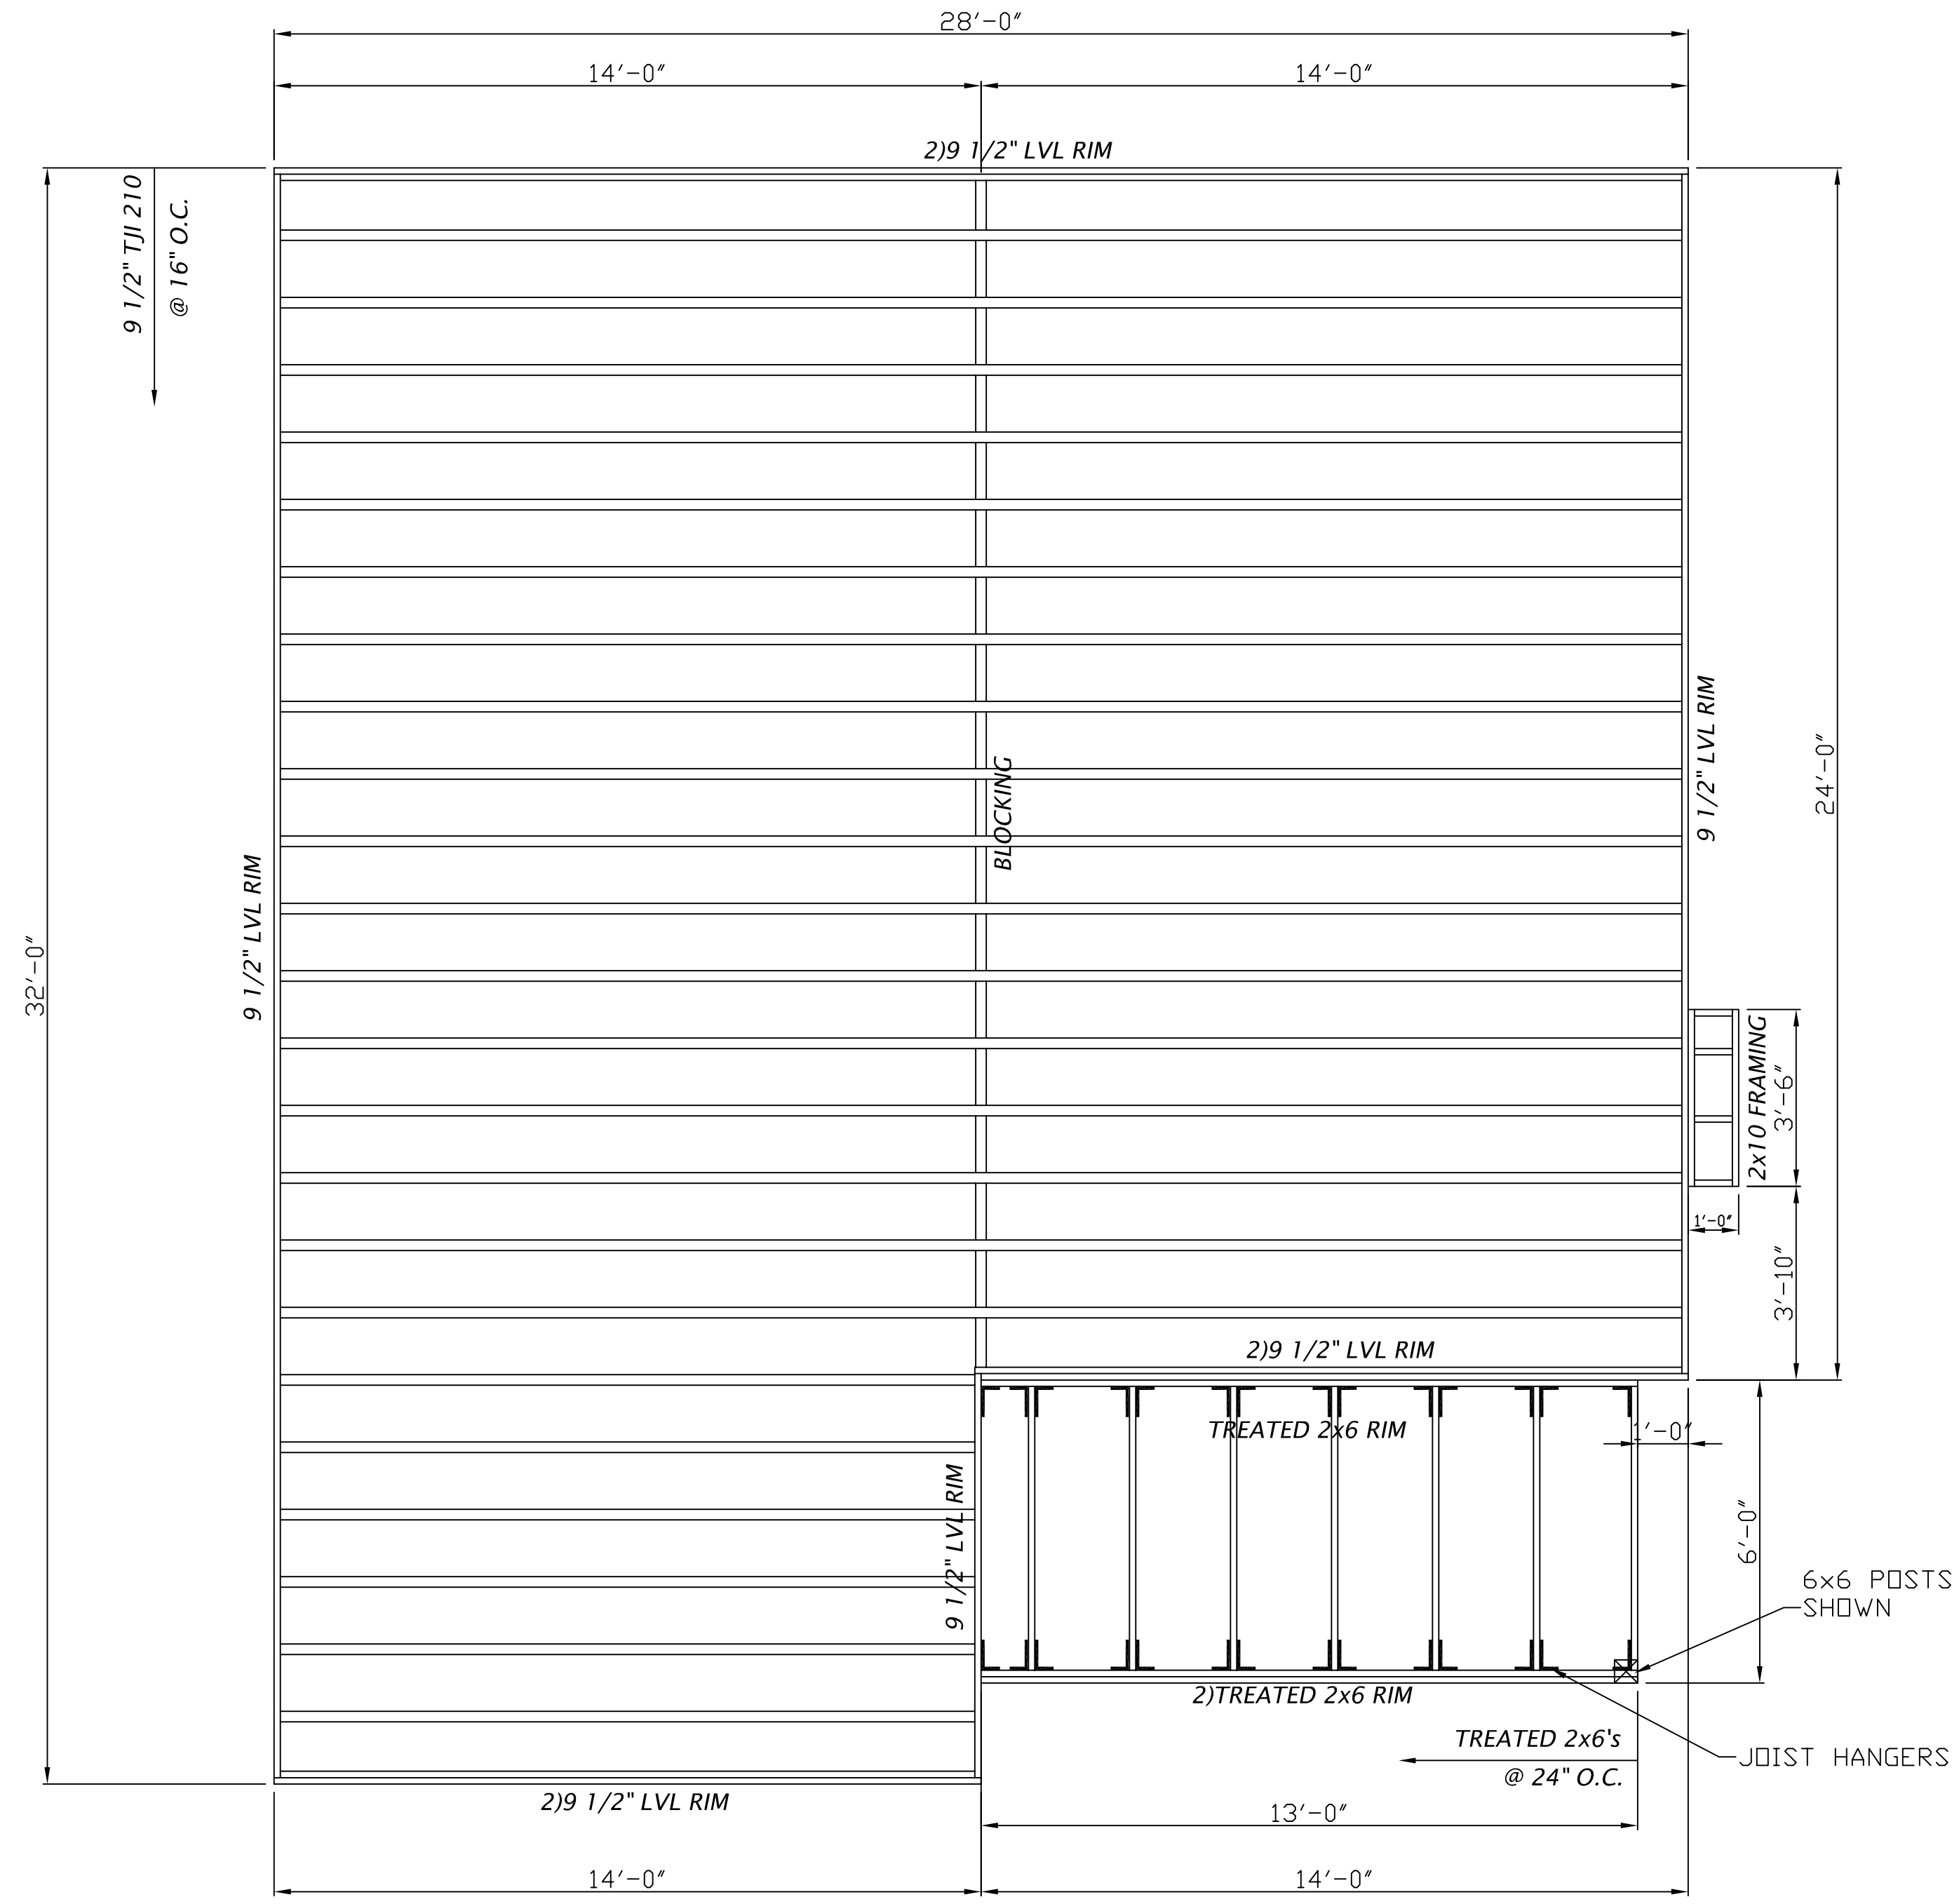 28'-0"
14'-0"
14'-0"
2)9 1/2" LVL RIM
9 1/2" TJI 210
@ 16" O.C.
9 1/2" LVL RIM
24'-0"
BLOCKING
9 1/2" LVL RIM
32'-0"
2x10 FRAMING
3'-6"
1'-0"
3'-10"
2)9 1/2" LVL RIM
TREATED 2x6 RIM
1'-0"
9 1/2" LVL RIM
6'-0"
6x6 POSTS
SHOWN
2)TREATED 2x6 RIM
TREATED 2x6's
@ 24" O.C.
JOIST HANGERS
2)9 1/2" LVL RIM
13'-0"
14'-0"
14'-0"